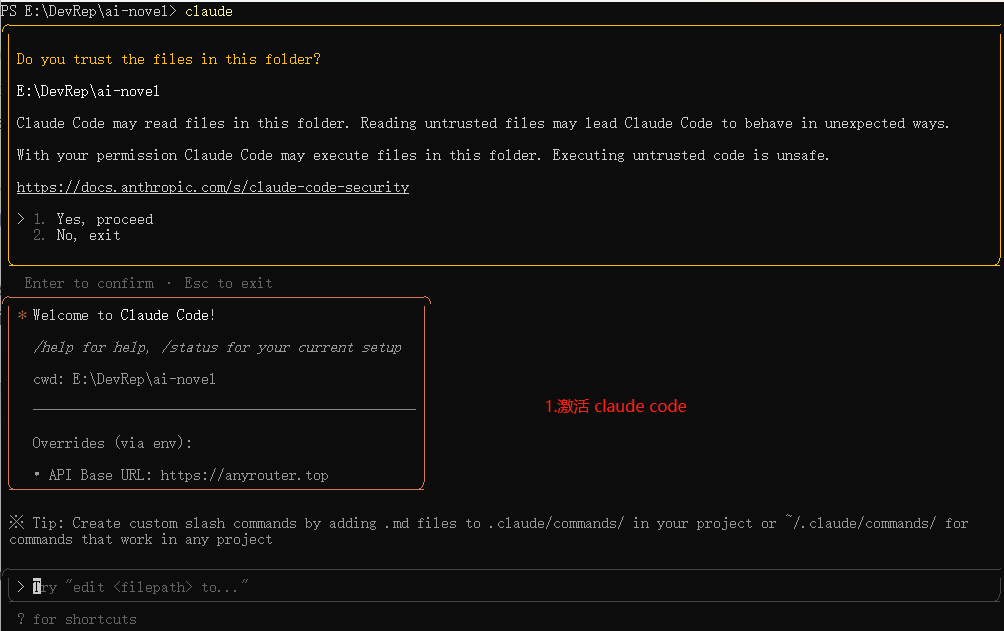 PS E:\DevRep\ai-novel> claude
Do you trust the files in this folder?
E:\DevRep\ai-novel
Claude Code may read files in this folder. Reading untrusted files may lead Claude Code to behave in unexpected ways.
With your permission Claude Code may execute files in this folder. Executing untrusted code is unsafe.
https://docs.anthropic.com/s/claude-code-security
> 1. Yes, proceed
2. No, exit
Enter to confirm · Esc to exit
* Welcome to Claude Code!
/help for help, /status for your current setup
cwd: E:\DevRep\ai-novel
1.激活 claude code
Overrides (via env):
• API Base URL: https://anyrouter.top
※ Tip: Create custom slash commands by adding .md files to .claude/commands/ in your project or ~/.claude/commands/ for
commands that work in any project
> Try "edit <filepath> to..."
? for shortcuts